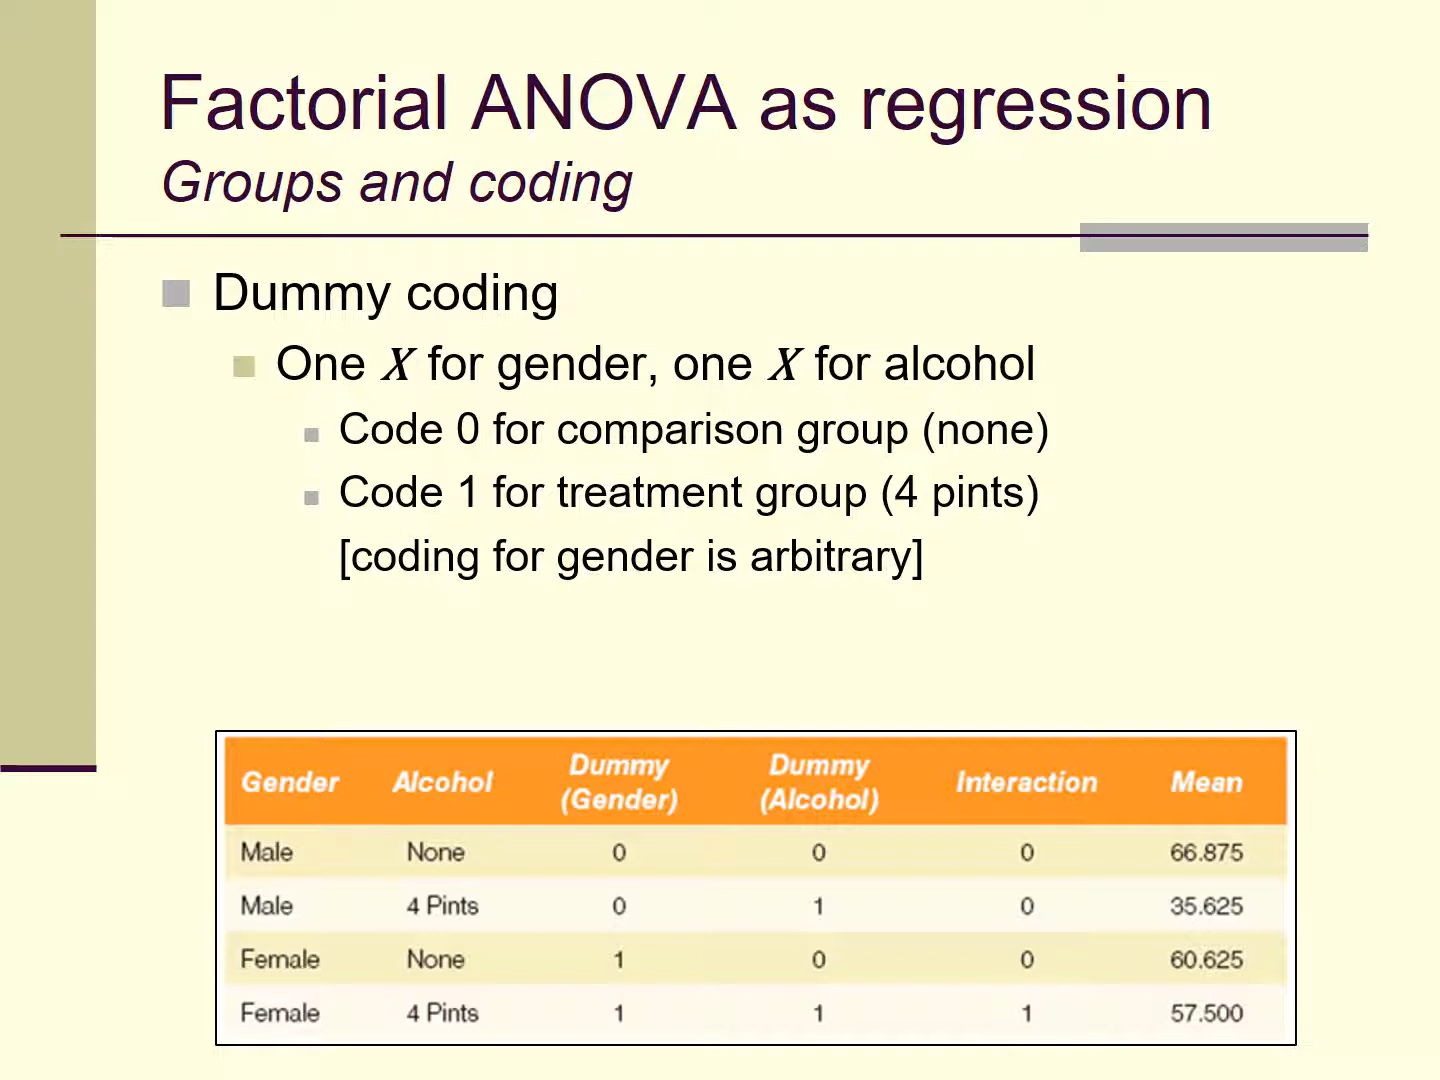 Factorial ANOVA as regression
Groups and coding
Dummy coding
One X for gender, one X for alcohol
Code 0 for comparison group (none)
Code 1 for treatment group (4 pints)
[coding for gender is arbitrary]
Gender Alcohol Dummy (Gender) Dummy (Alcohol) Interaction Mean
Male None 0 0 0 66.875
Male 4 Pints 0 1 0 35.625
Female None 1 0 0 60.625
Female 4 Pints 1 1 1 57.500